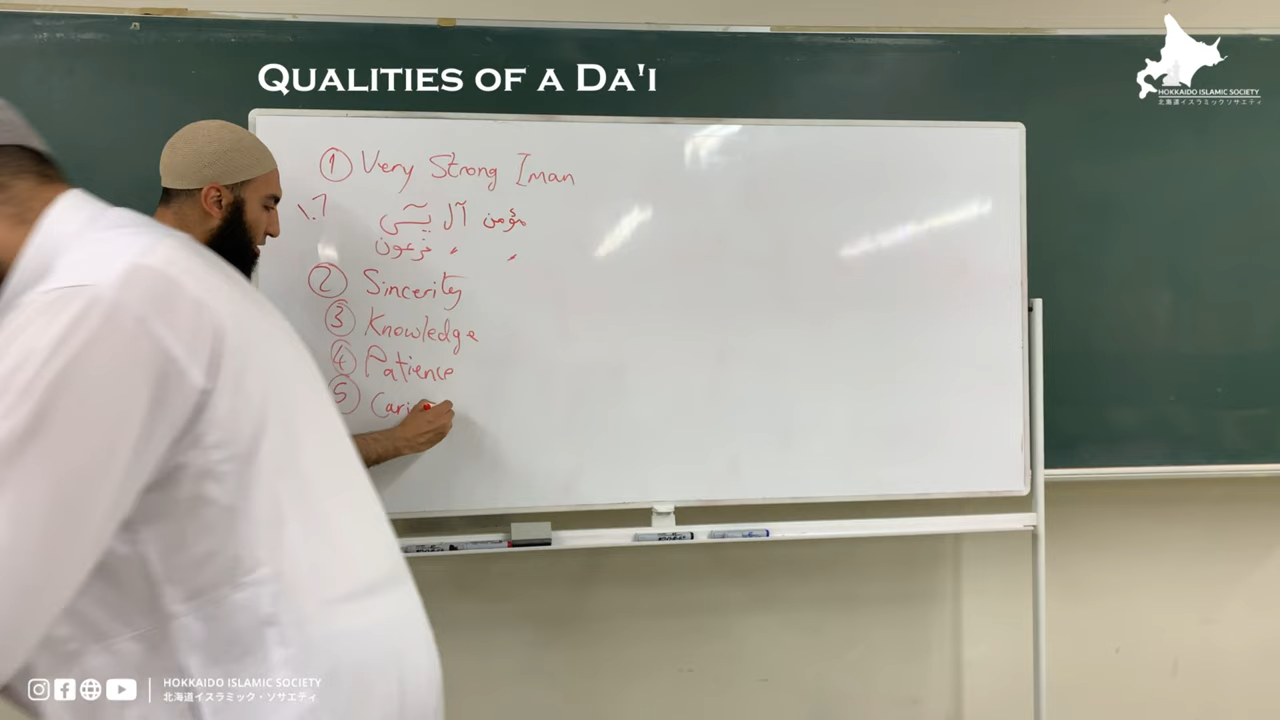 QUALITIES OF A DA'I
HOKKAIDO ISLAMIC SOCIETY
北海道イスラミックソサエティ
① Very Strong Iman
مؤمن آل يـسٓ
〃 〃 فرعون
② Sincerity
③ Knowledge
④ Patience
⑤ Cari
HOKKAIDO ISLAMIC SOCIETY
北海道イスラミック・ソサエティ